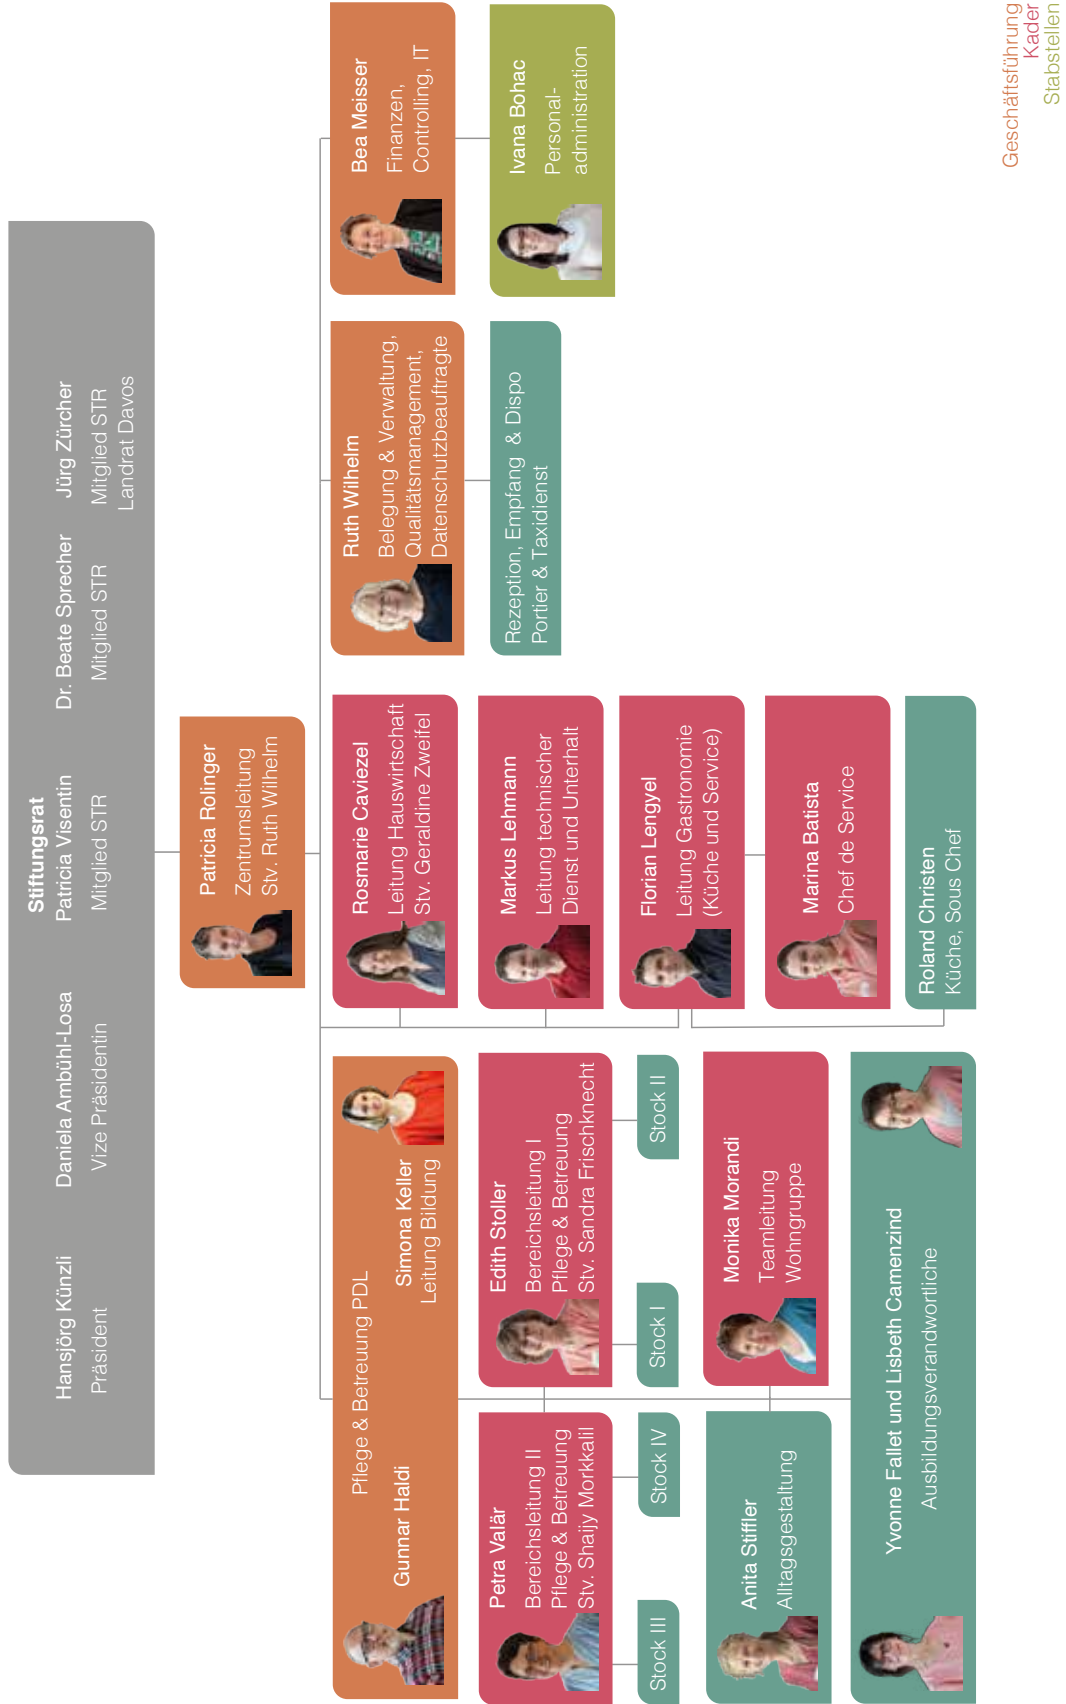 Stiftungsrat
Hansjörg Künzli
Präsident
Daniela Ambühl-Losa
Vize Präsidentin
Patricia Visentin
Mitglied STR
Dr. Beate Sprecher
Mitglied STR
Jürg Zürcher
Mitglied STR
Landrat Davos
Patricia Rolinger
Zentrumsleitung
Stv. Ruth Wilhelm
Pflege & Betreuung PDL
Gunnar Haldi
Simona Keller
Leitung Bildung
Petra Valär
Bereichsleitung II
Pflege & Betreuung
Stv. Shaijy Morkkalil
Stock III
Stock IV
Edith Stoller
Bereichsleitung I
Pflege & Betreuung
Stv. Sandra Frischknecht
Stock I
Stock II
Anita Stiffler
Alltagsgestaltung
Monika Morandi
Teamleitung
Wohngruppe
Yvonne Fallet und Lisbeth Camenzind
Ausbildungsverandwortliche
Rosmarie Caviezel
Leitung Hauswirtschaft
Stv. Geraldine Zweifel
Markus Lehmann
Leitung technischer
Dienst und Unterhalt
Florian Lengyel
Leitung Gastronomie
(Küche und Service)
Marina Batista
Chef de Service
Roland Christen
Küche, Sous Chef
Ruth Wilhelm
Belegung & Verwaltung,
Qualitätsmanagement,
Datenschutzbeauftragte
Rezeption, Empfang & Dispo
Portier & Taxidienst
Bea Meisser
Finanzen,
Controlling, IT
Ivana Bohac
Personal-
administration
Geschäftsführung
Kader
Stabstellen